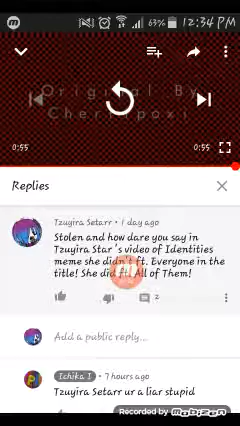 63% 12:34 PM
Original By
Cherripoxi
0:55 0:55
Replies
Tzuyira Setarr • 1 day ago
Stolen and how dare you say in
Tzuyira Star 's video of Identities
meme she didn't ft. Everyone in the
title! She did ft. All of Them!
2
Add a public reply...
Ichika I • 7 hours ago
Tzuyira Setarr ur a liar stupid
Recorded by Mobizen